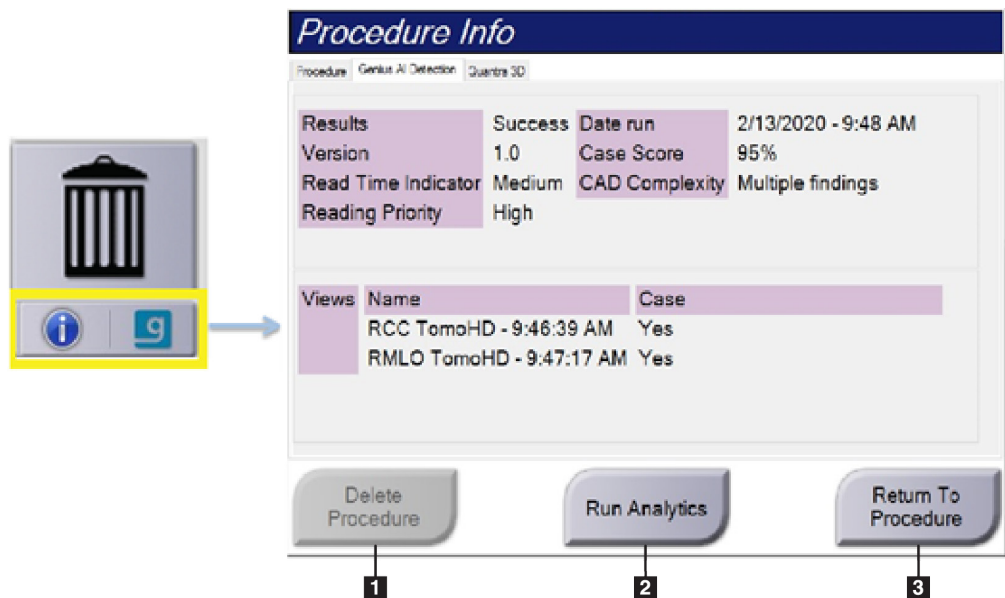 Procedure Info
Procedure Genius AI Detection Quantra 3D
Results Success Date run 2/13/2020 - 9:48 AM
Version 1.0 Case Score 95%
Read Time Indicator Medium CAD Complexity Multiple findings
Reading Priority High
Views Name Case
RCC TomoHD - 9:46:39 AM Yes
RMLO TomoHD - 9:47:17 AM Yes
i g
Delete
Procedure
Run Analytics
Return To
Procedure
1 2 3